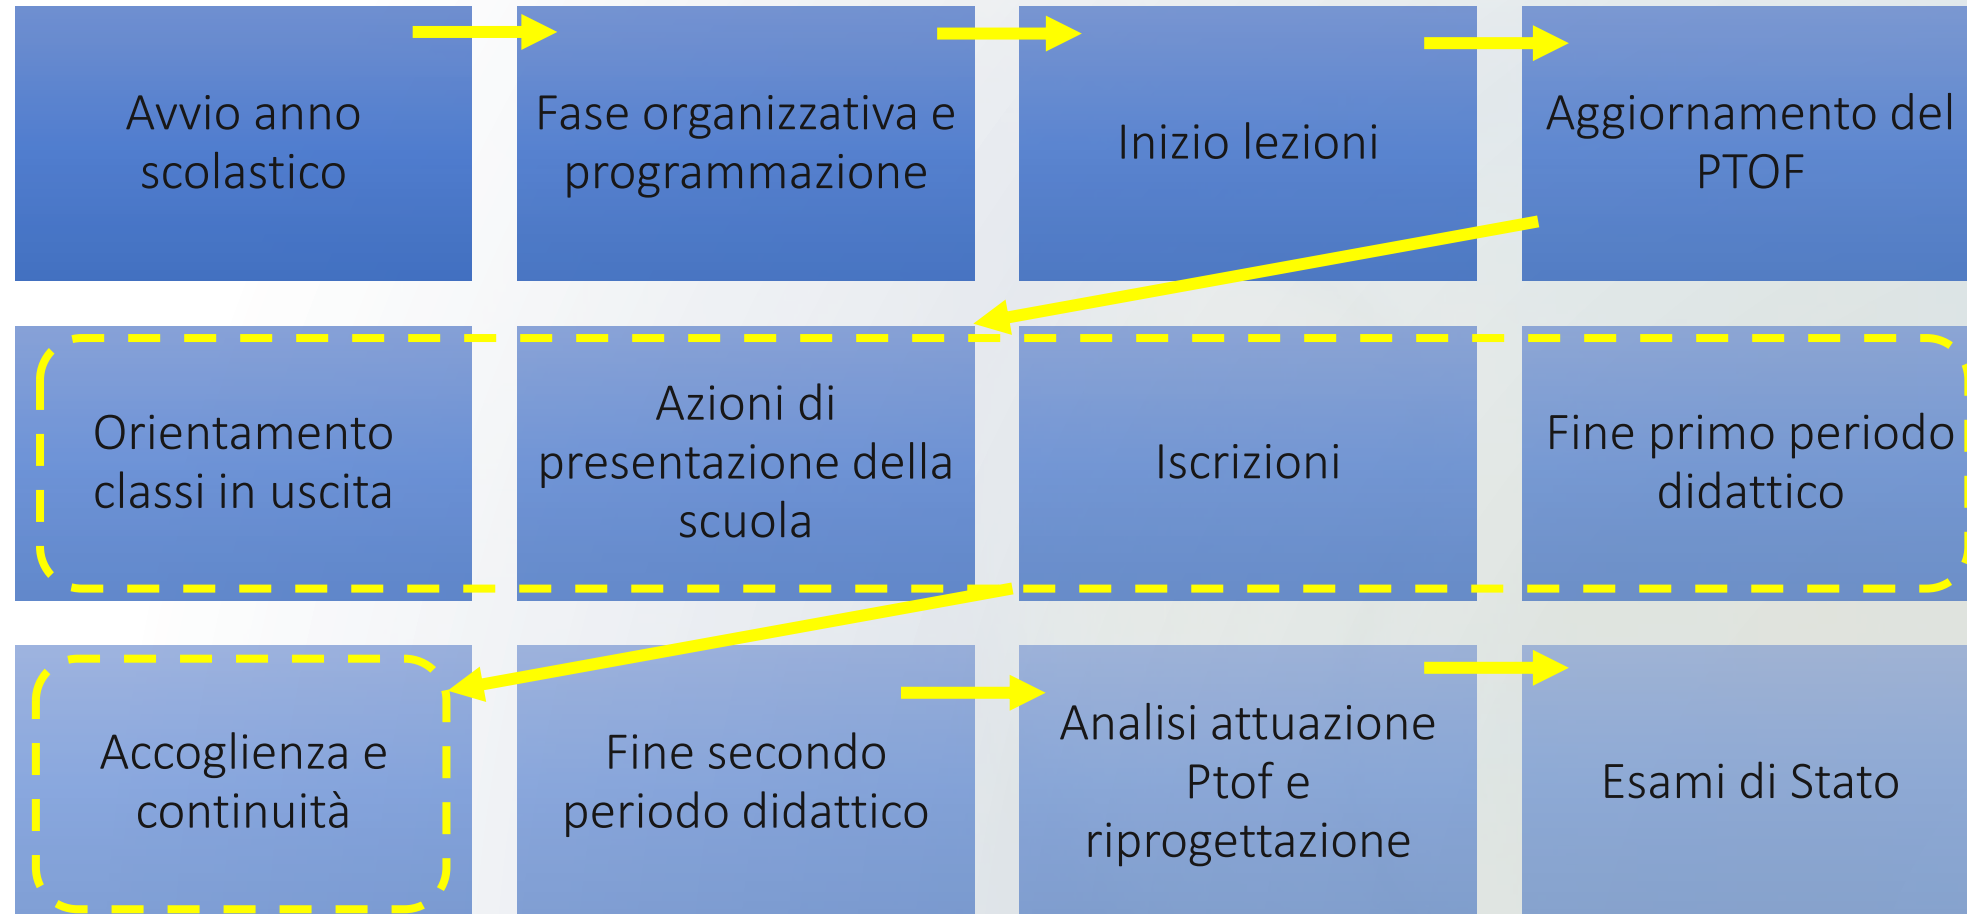 Avvio anno
scolastico
Fase organizzativa e
programmazione
Inizio lezioni
Aggiornamento del
PTOF
Orientamento
classi in uscita
Azioni di
presentazione della
scuola
Iscrizioni
Fine primo periodo
didattico
Accoglienza e
continuità
Fine secondo
periodo didattico
Analisi attuazione
Ptof e
riprogettazione
Esami di Stato